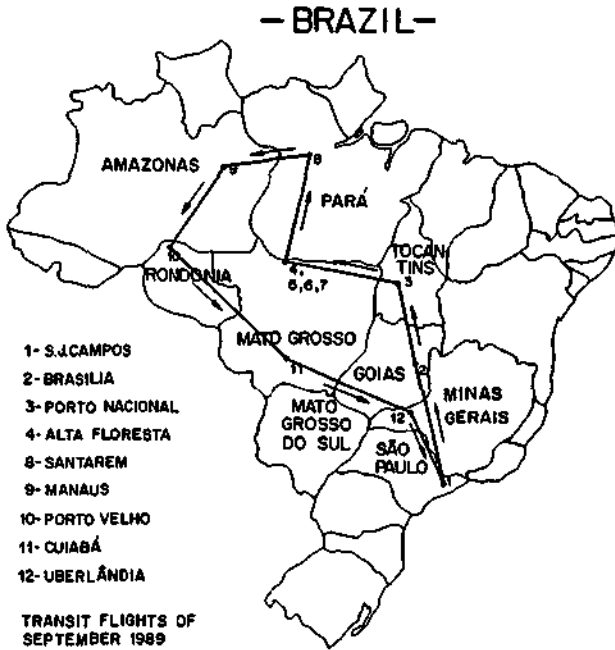 —BRAZIL—
AMAZONAS
9
8
PARÁ
10
RONDONIA
4,
5,6,7
TOCAN
TINS
3
MATO GROSSO
11
GOIAS
2
MINAS
GERAIS
MATO
GROSSO
DO SUL
12
SÃO
PAULO
1
1- S.J.CAMPOS
2- BRASILIA
3- PORTO NACIONAL
4- ALTA FLORESTA
8- SANTAREM
9- MANAUS
10- PORTO VELHO
11- CUIABÁ
12- UBERLÂNDIA
TRANSIT FLIGHTS OF
SEPTEMBER 1989